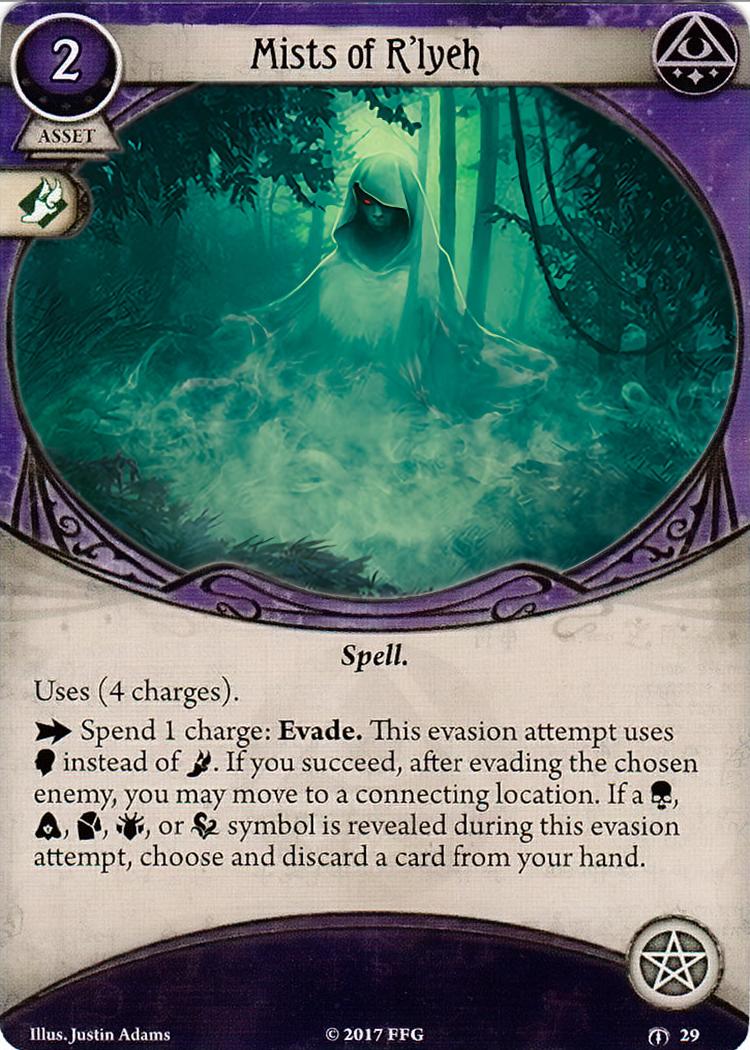 2
Mists of R'lyeh
ASSET
Spell.
Uses (4 charges).
Spend 1 charge: Evade. This evasion attempt uses
instead of . If you succeed, after evading the chosen
enemy, you may move to a connecting location. If a ,
, , , or symbol is revealed during this evasion
attempt, choose and discard a card from your hand.
Illus. Justin Adams
© 2017 FFG
29